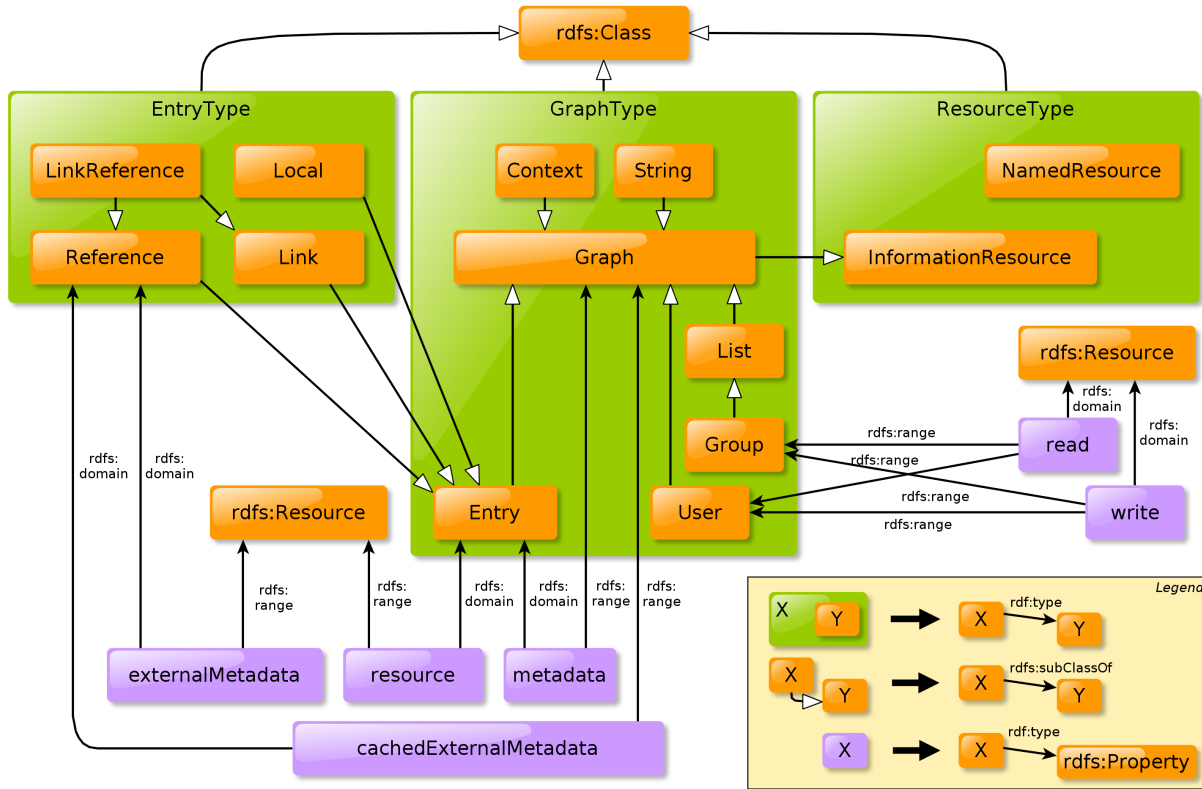 rdfs:Class
EntryType
GraphType
ResourceType
LinkReference
Local
Context
String
NamedResource
Reference
Link
Graph
InformationResource
List
rdfs:Resource
rdfs:
domain
rdfs:
domain
Group
rdfs:range
read
rdfs:range
rdfs:
domain
rdfs:
domain
rdfs:Resource
Entry
User
rdfs:range
rdfs:range
write
rdfs:
range
rdfs:
range
rdfs:
domain
rdfs:
domain
rdfs:
range
rdfs:
range
externalMetadata
resource
metadata
cachedExternalMetadata
Legend
X
Y
X
rdf:type
Y
X
Y
X
rdfs:subClassOf
Y
X
X
rdf:type
rdfs:Property